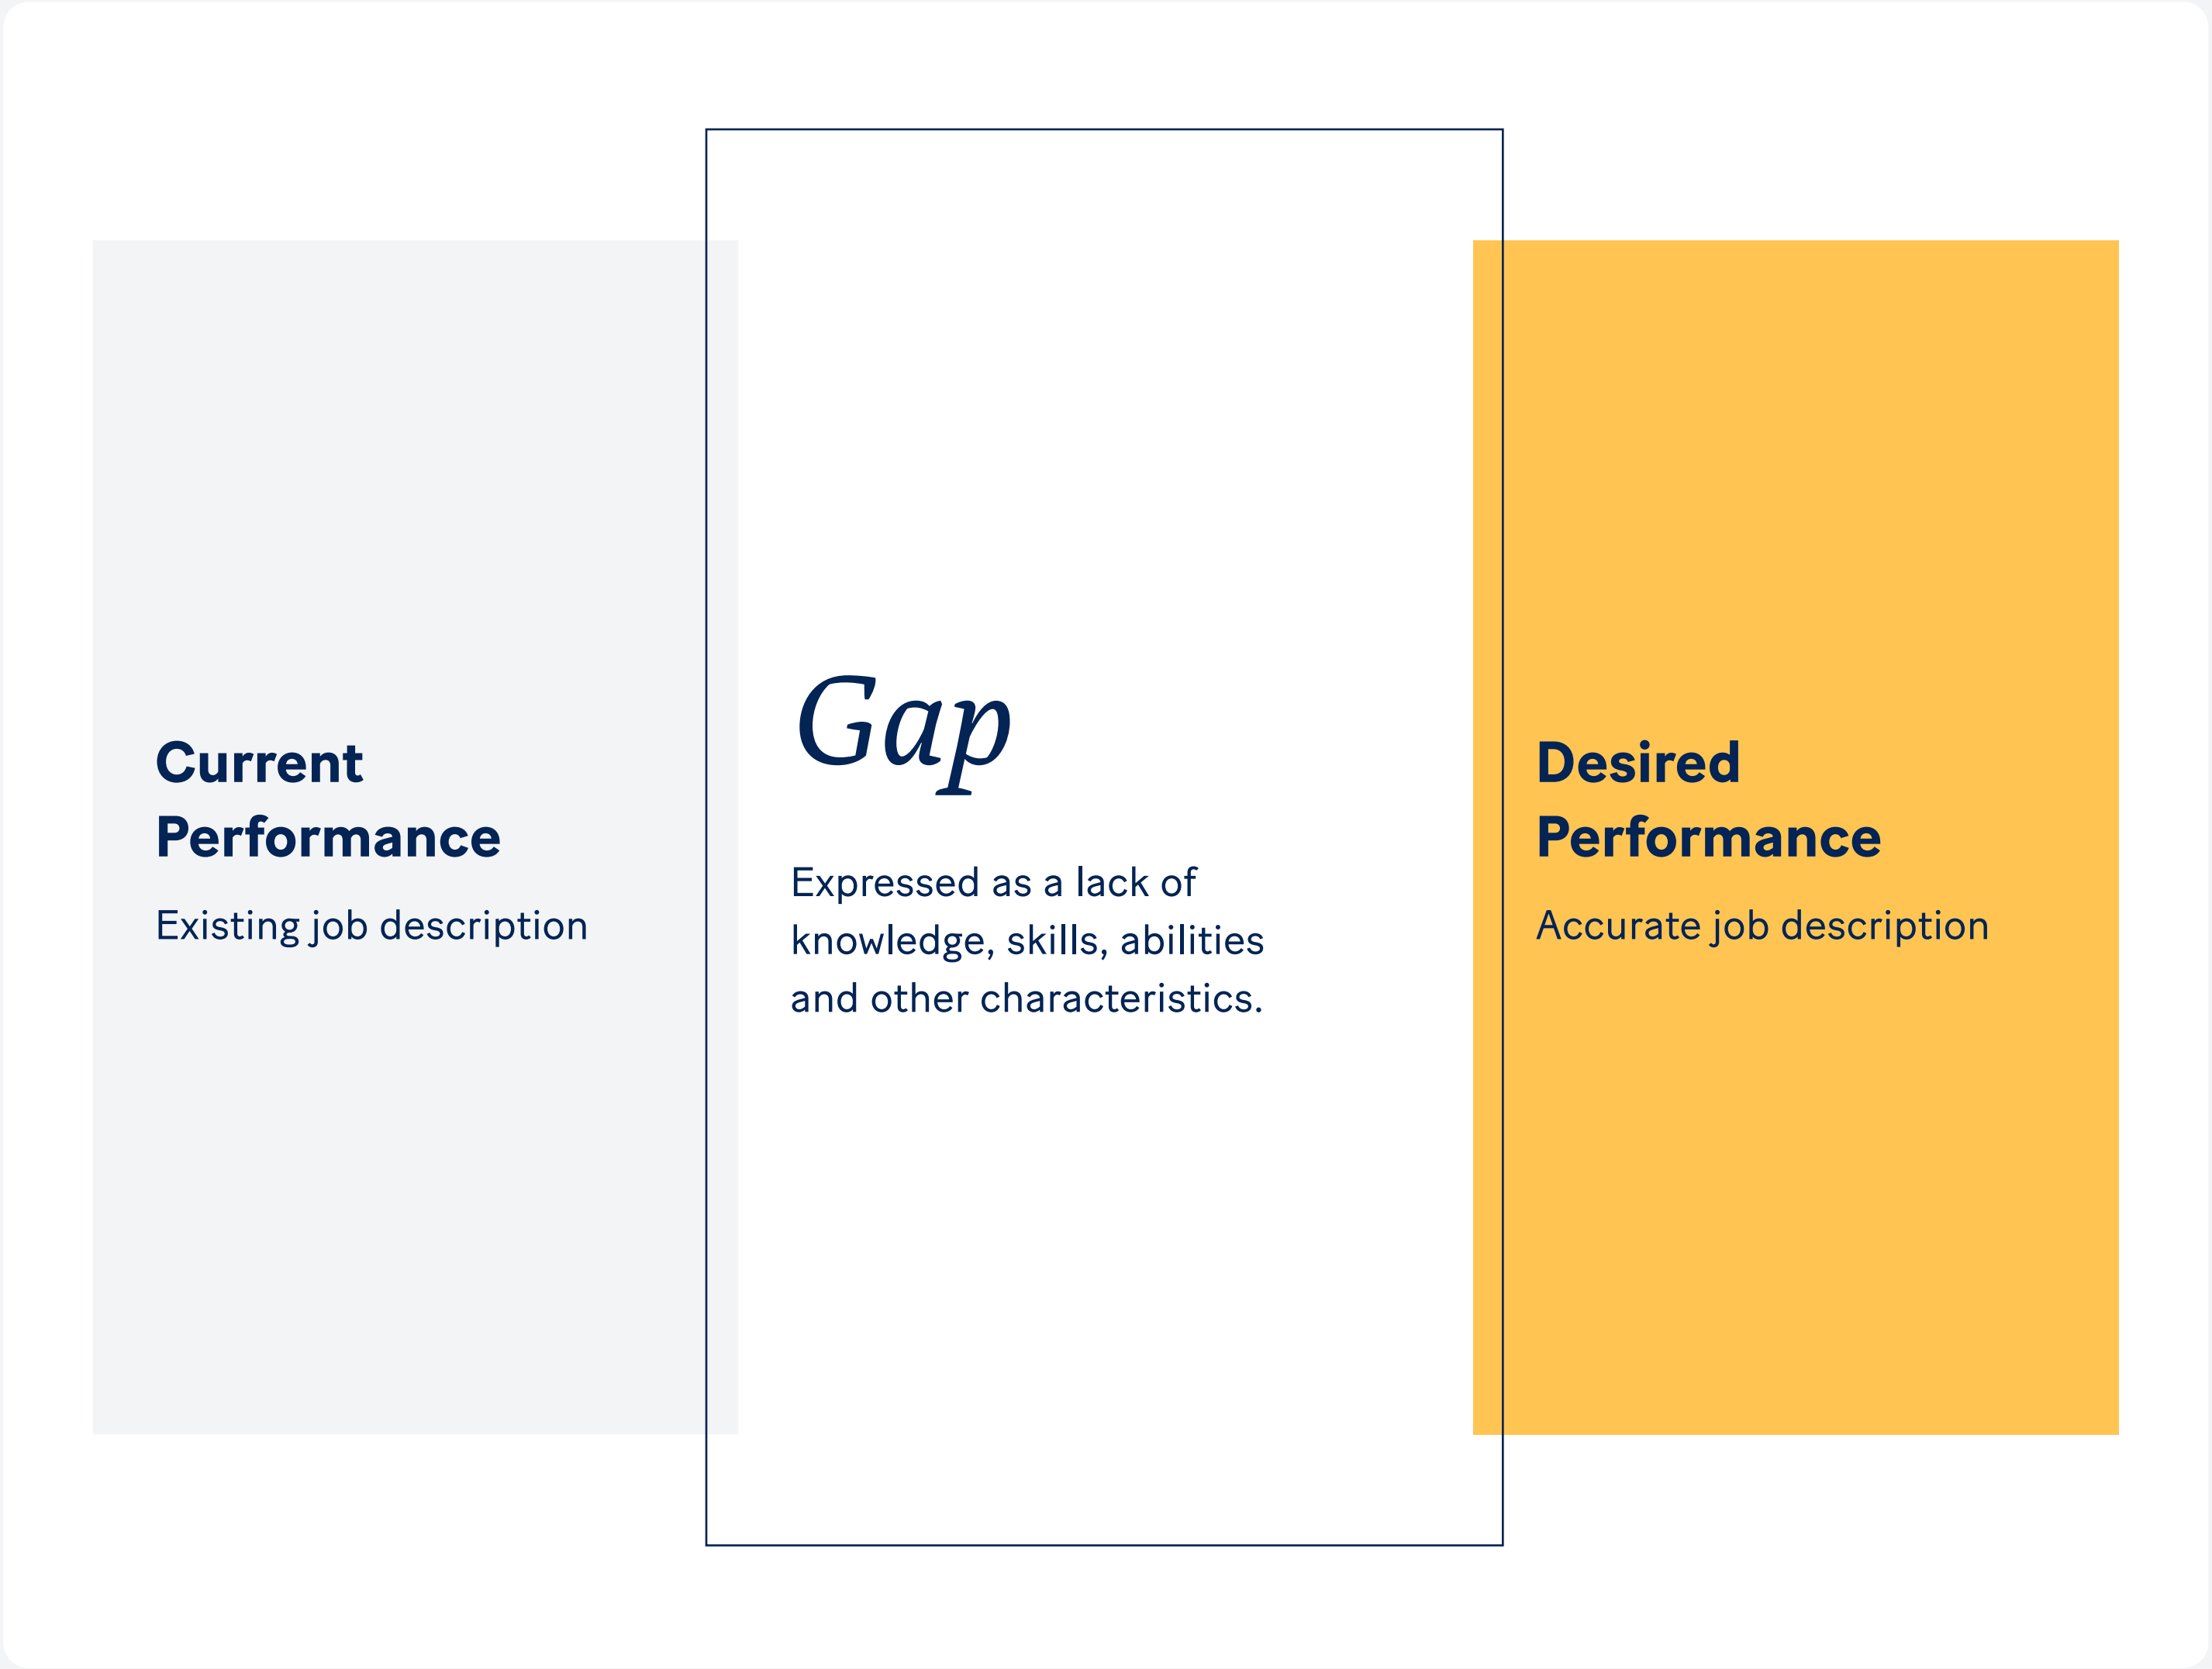 Current
Performance
Existing job description
Gap
Expressed as a lack of
knowledge, skills, abilities
and other characteristics.
Desired
Performance
Accurate job description